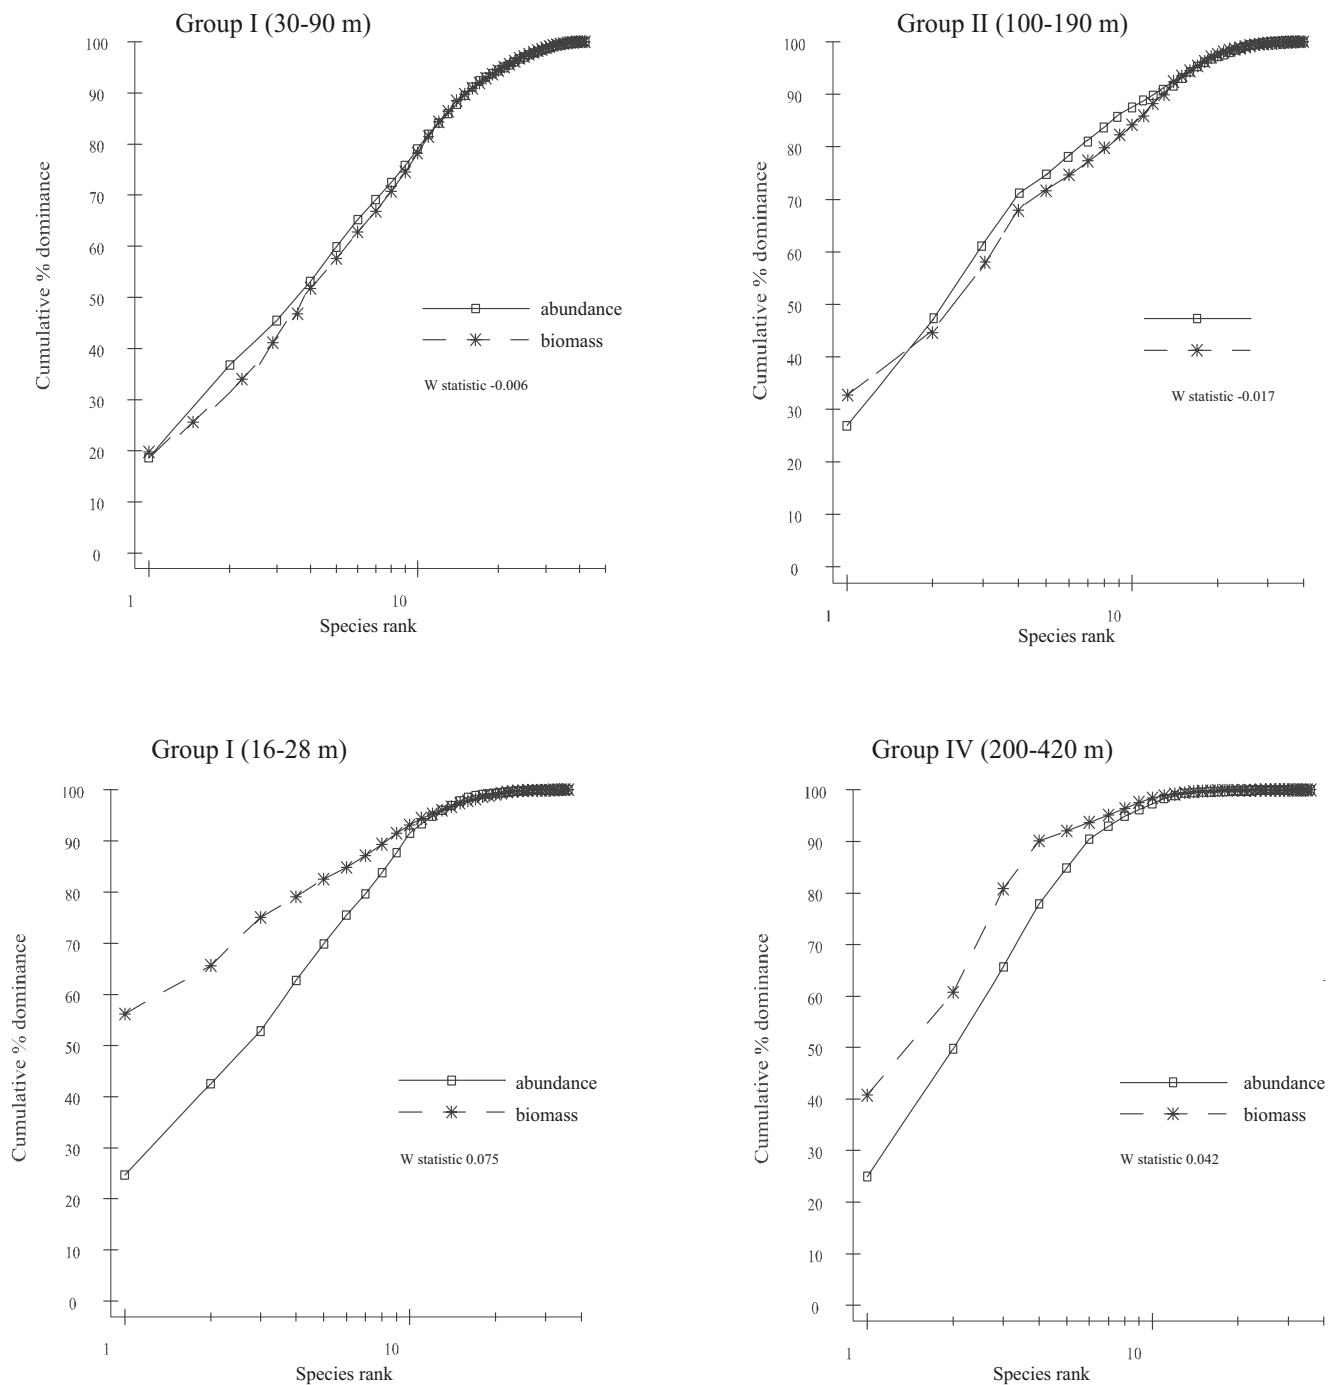 Group I (30-90 m)
100
90
80
70
60
50
40
30
20
10
0
Cumulative % dominance
abundance
biomass
W statistic -0.006
1
10
Species rank
Group II (100-190 m)
100
90
80
70
60
50
40
30
20
10
0
Cumulative % dominance
W statistic -0.017
1
10
Species rank
Group I (16-28 m)
100
90
80
70
60
50
40
30
20
10
0
Cumulative % dominance
abundance
biomass
W statistic 0.075
1
10
Species rank
Group IV (200-420 m)
100
90
80
70
60
50
40
30
20
10
0
Cumulative % dominance
abundance
biomass
W statistic 0.042
1
10
Species rank